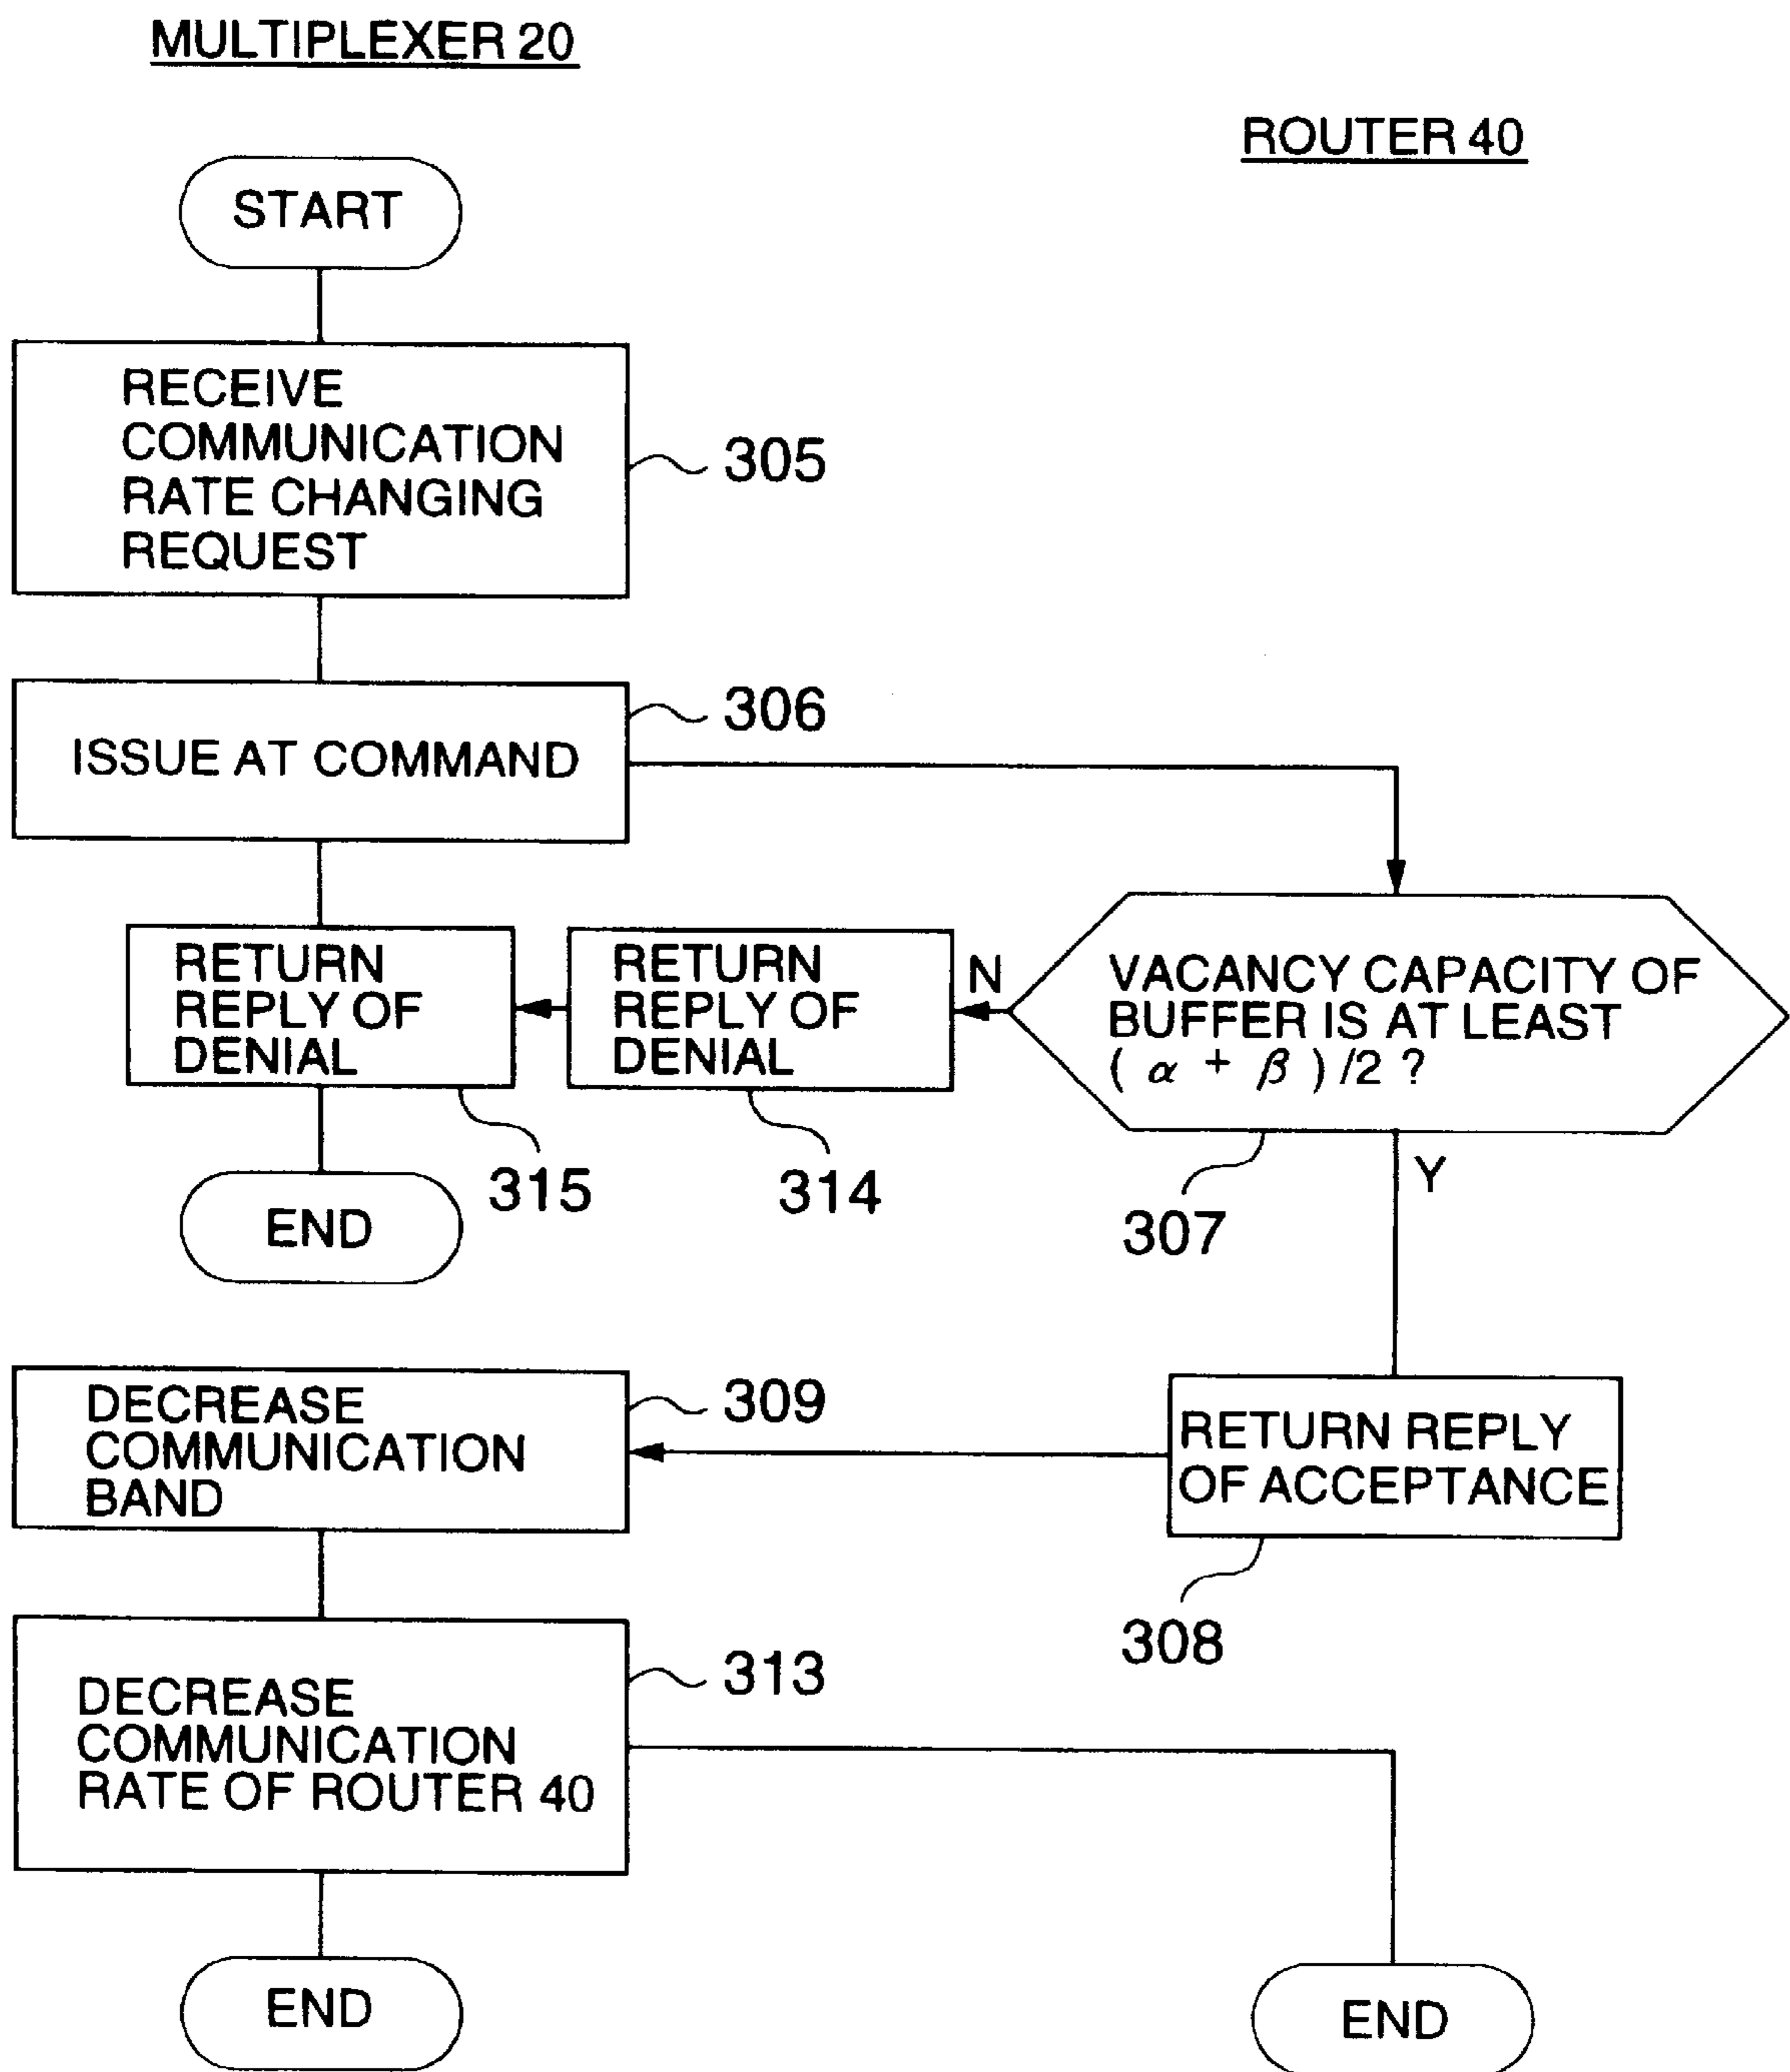 MULTIPLEXER 20
ROUTER 40
START
RECEIVE
COMMUNICATION
RATE CHANGING
REQUEST
305
ISSUE AT COMMAND
306
VACANCY CAPACITY OF
BUFFER IS AT LEAST
( α + β ) /2 ?
307
N
RETURN
REPLY OF
DENIAL
314
RETURN
REPLY OF
DENIAL
315
END
Y
RETURN REPLY
OF ACCEPTANCE
308
DECREASE
COMMUNICATION
BAND
309
DECREASE
COMMUNICATION
RATE OF ROUTER 40
313
END
END